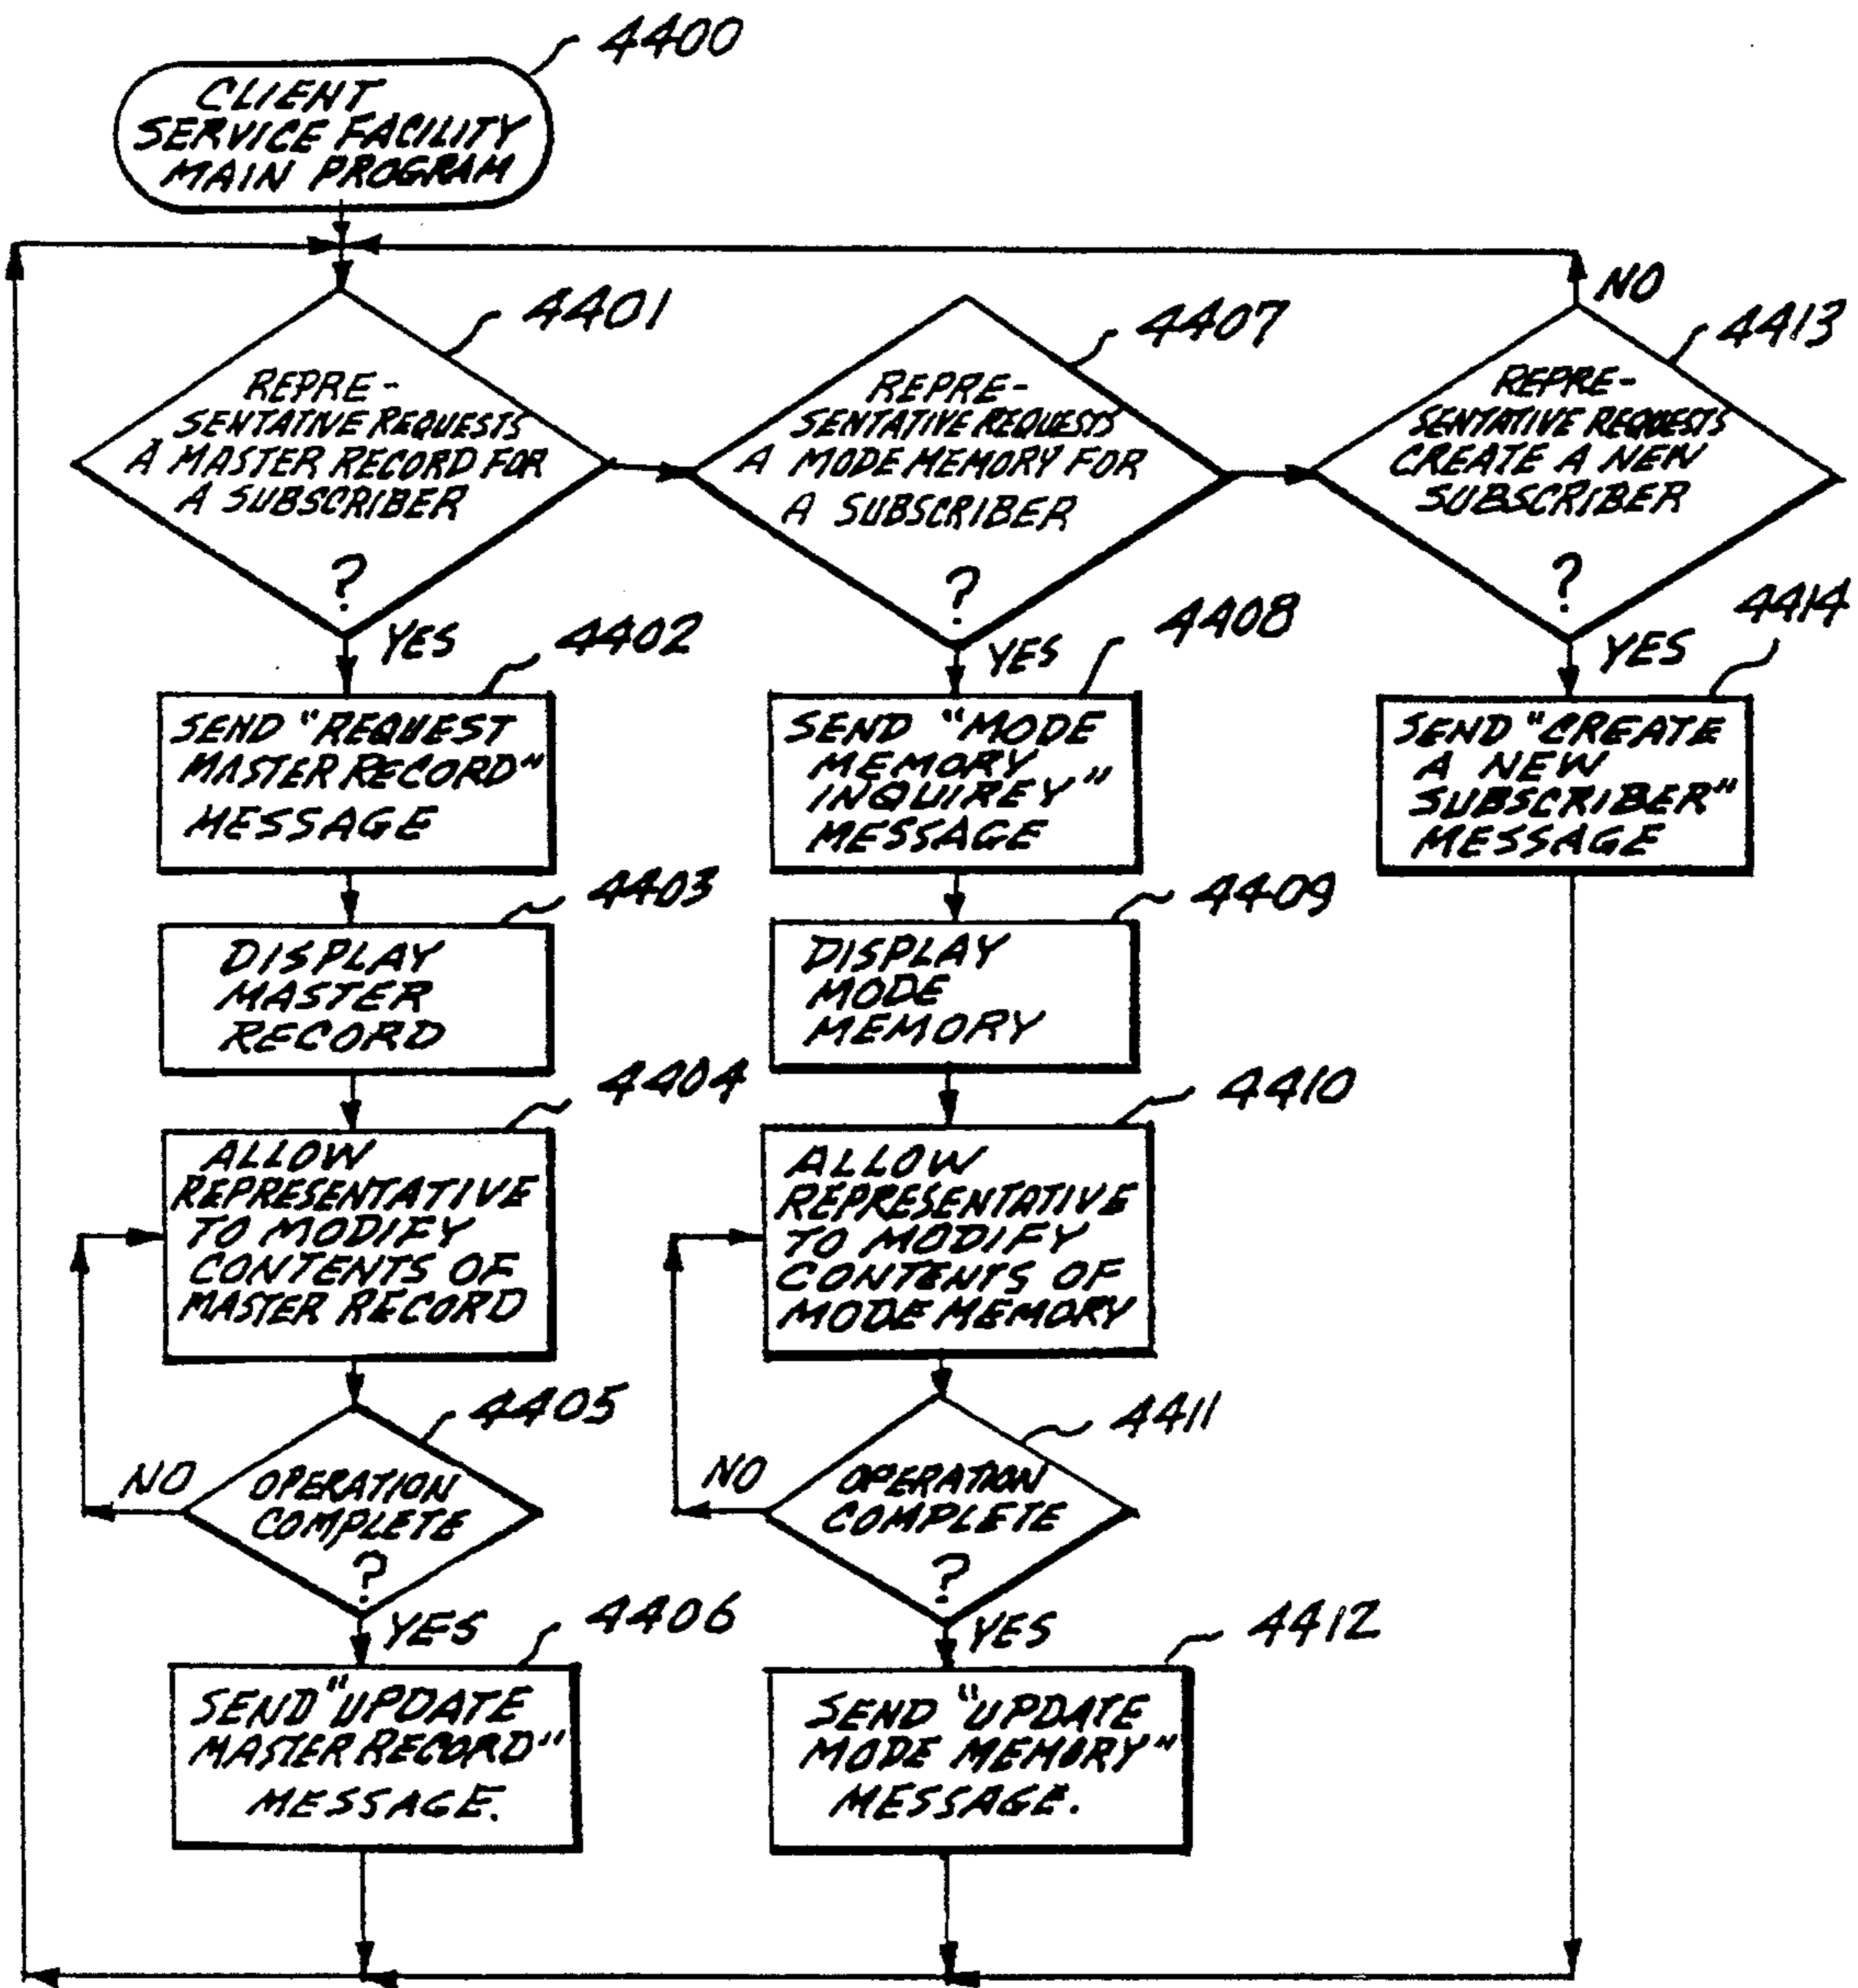 4400
CLIENT
SERVICE FACILITY
MAIN PROGRAM
4401
REPRE-
SENTATIVE REQUESTS
A MASTER RECORD FOR
A SUBSCRIBER
?
YES
4402
SEND "REQUEST
MASTER RECORD"
MESSAGE
4403
DISPLAY
MASTER
RECORD
4404
ALLOW
REPRESENTATIVE
TO MODIFY
CONTENTS OF
MASTER RECORD
4405
NO
OPERATION
COMPLETE
?
YES
4406
SEND "UPDATE
MASTER RECORD"
MESSAGE.
4407
REPRE-
SENTATIVE REQUESTS
A MODE MEMORY FOR
A SUBSCRIBER
?
YES
4408
SEND "MODE
MEMORY
INQUIREY"
MESSAGE
4409
DISPLAY
MODE
MEMORY
4410
ALLOW
REPRESENTATIVE
TO MODIFY
CONTENTS OF
MODE MEMORY
4411
NO
OPERATION
COMPLETE
?
YES
4412
SEND "UPDATE
MODE MEMORY"
MESSAGE.
NO
4413
REPRE-
SENTATIVE REQUESTS
CREATE A NEW
SUBSCRIBER
?
YES
4414
SEND "CREATE
A NEW
SUBSCRIBER"
MESSAGE